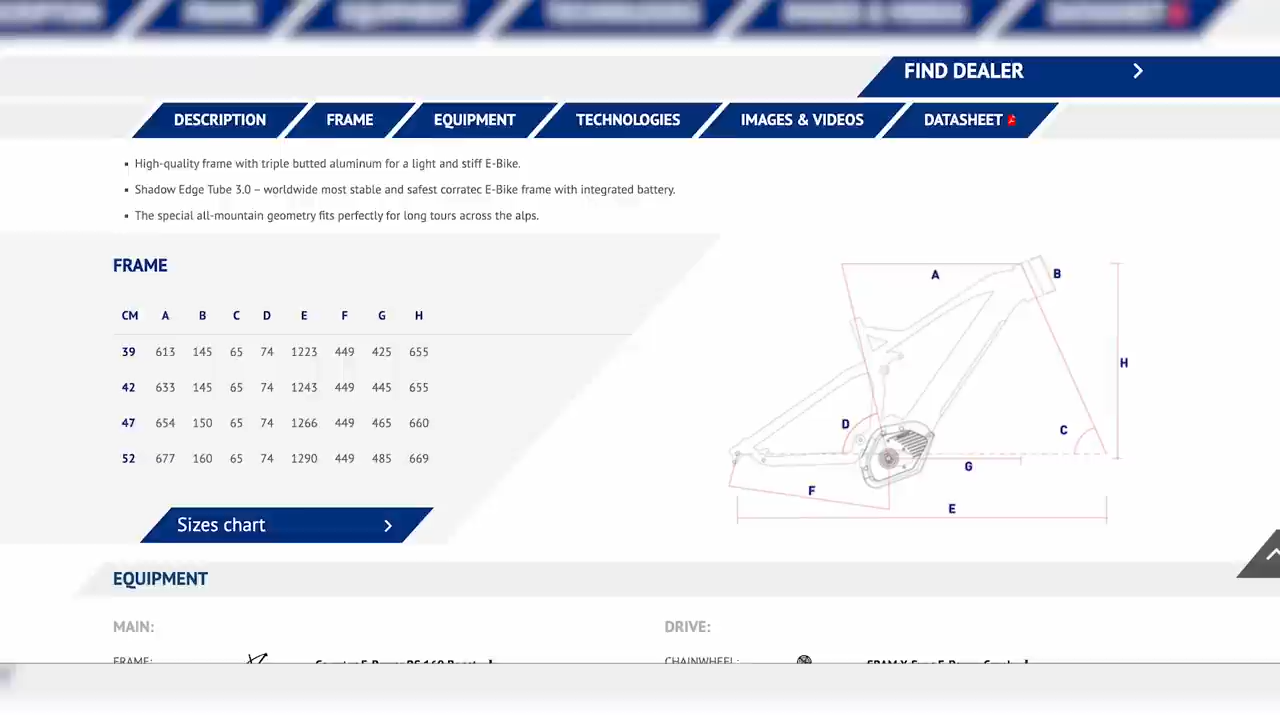 FIND DEALER
DESCRIPTION
FRAME
EQUIPMENT
TECHNOLOGIES
IMAGES & VIDEOS
DATASHEET
High-quality frame with triple butted aluminum for a light and stiff E-Bike.
Shadow Edge Tube 3.0 – worldwide most stable and safest corratec E-Bike frame with integrated battery.
The special all-mountain geometry fits perfectly for long tours across the alps.
FRAME
CM A B C D E F G H
39 613 145 65 74 1223 449 425 655
42 633 145 65 74 1243 449 445 655
47 654 150 65 74 1266 449 465 660
52 677 160 65 74 1290 449 485 669
A
B
H
D
C
G
F
E
Sizes chart
EQUIPMENT
MAIN:
DRIVE:
FRAME:
CHAINWHEEL: